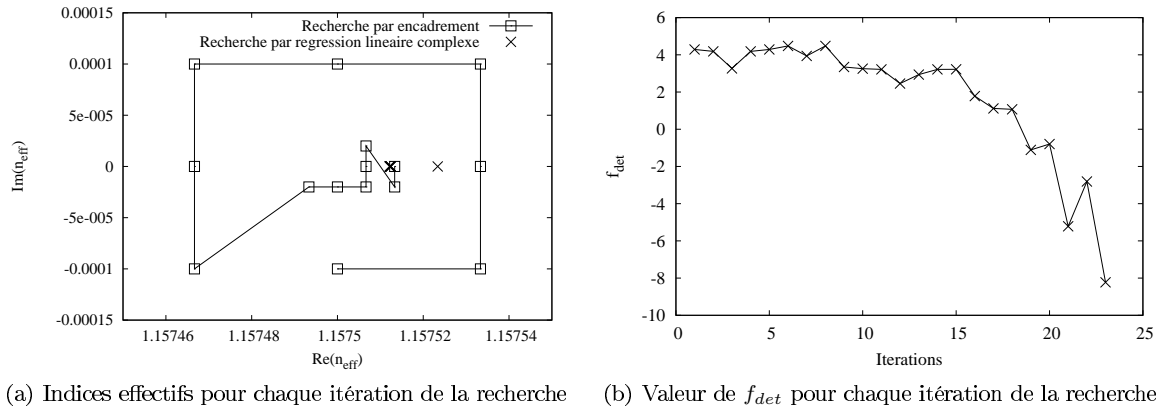 0.00015
0.0001
5e-005
0
-5e-005
-0.0001
-0.00015
Im(n_eff)
Recherche par encadrement
Recherche par regression lineaire complexe
1.15746
1.15748
1.1575
1.15752
1.15754
Re(n_eff)
(a) Indices effectifs pour chaque itération de la recherche
6
4
2
0
-2
-4
-6
-8
-10
f_det
0
5
10
15
20
25
Iterations
(b) Valeur de f_det pour chaque itération de la recherche